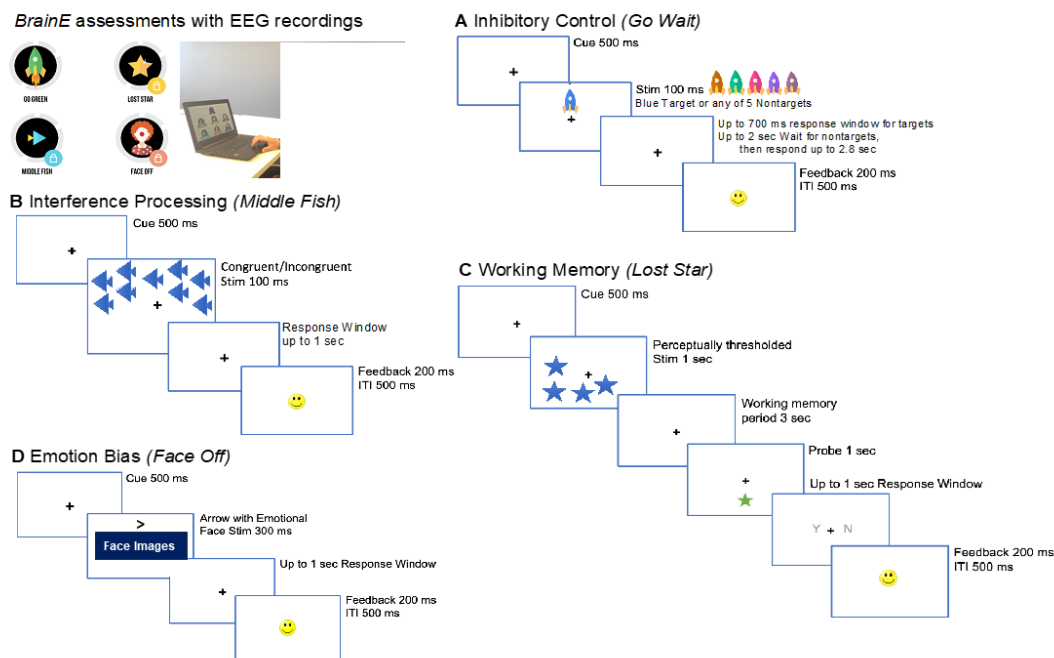 BrainE assessments with EEG recordings
GO GREEN
LOST STAR
MIDDLE FISH
FACE OFF
A Inhibitory Control (Go Wait)
Cue 500 ms
+
Stim 100 ms
Blue Target or any of 5 Nontargets
+
Up to 700 ms response window for targets
Up to 2 sec Wait for nontargets,
then respond up to 2.8 sec
+
Feedback 200 ms
ITI 500 ms
B Interference Processing (Middle Fish)
Cue 500 ms
+
Congruent/Incongruent
Stim 100 ms
+
Response Window
up to 1 sec
+
Feedback 200 ms
ITI 500 ms
C Working Memory (Lost Star)
Cue 500 ms
+
Perceptually thresholded
Stim 1 sec
+
Working memory
period 3 sec
+
Probe 1 sec
+
Up to 1 sec Response Window
Y + N
Feedback 200 ms
ITI 500 ms
D Emotion Bias (Face Off)
Cue 500 ms
+
>
Arrow with Emotional
Face Stim 300 ms
Face Images
Up to 1 sec Response Window
+
Feedback 200 ms
ITI 500 ms